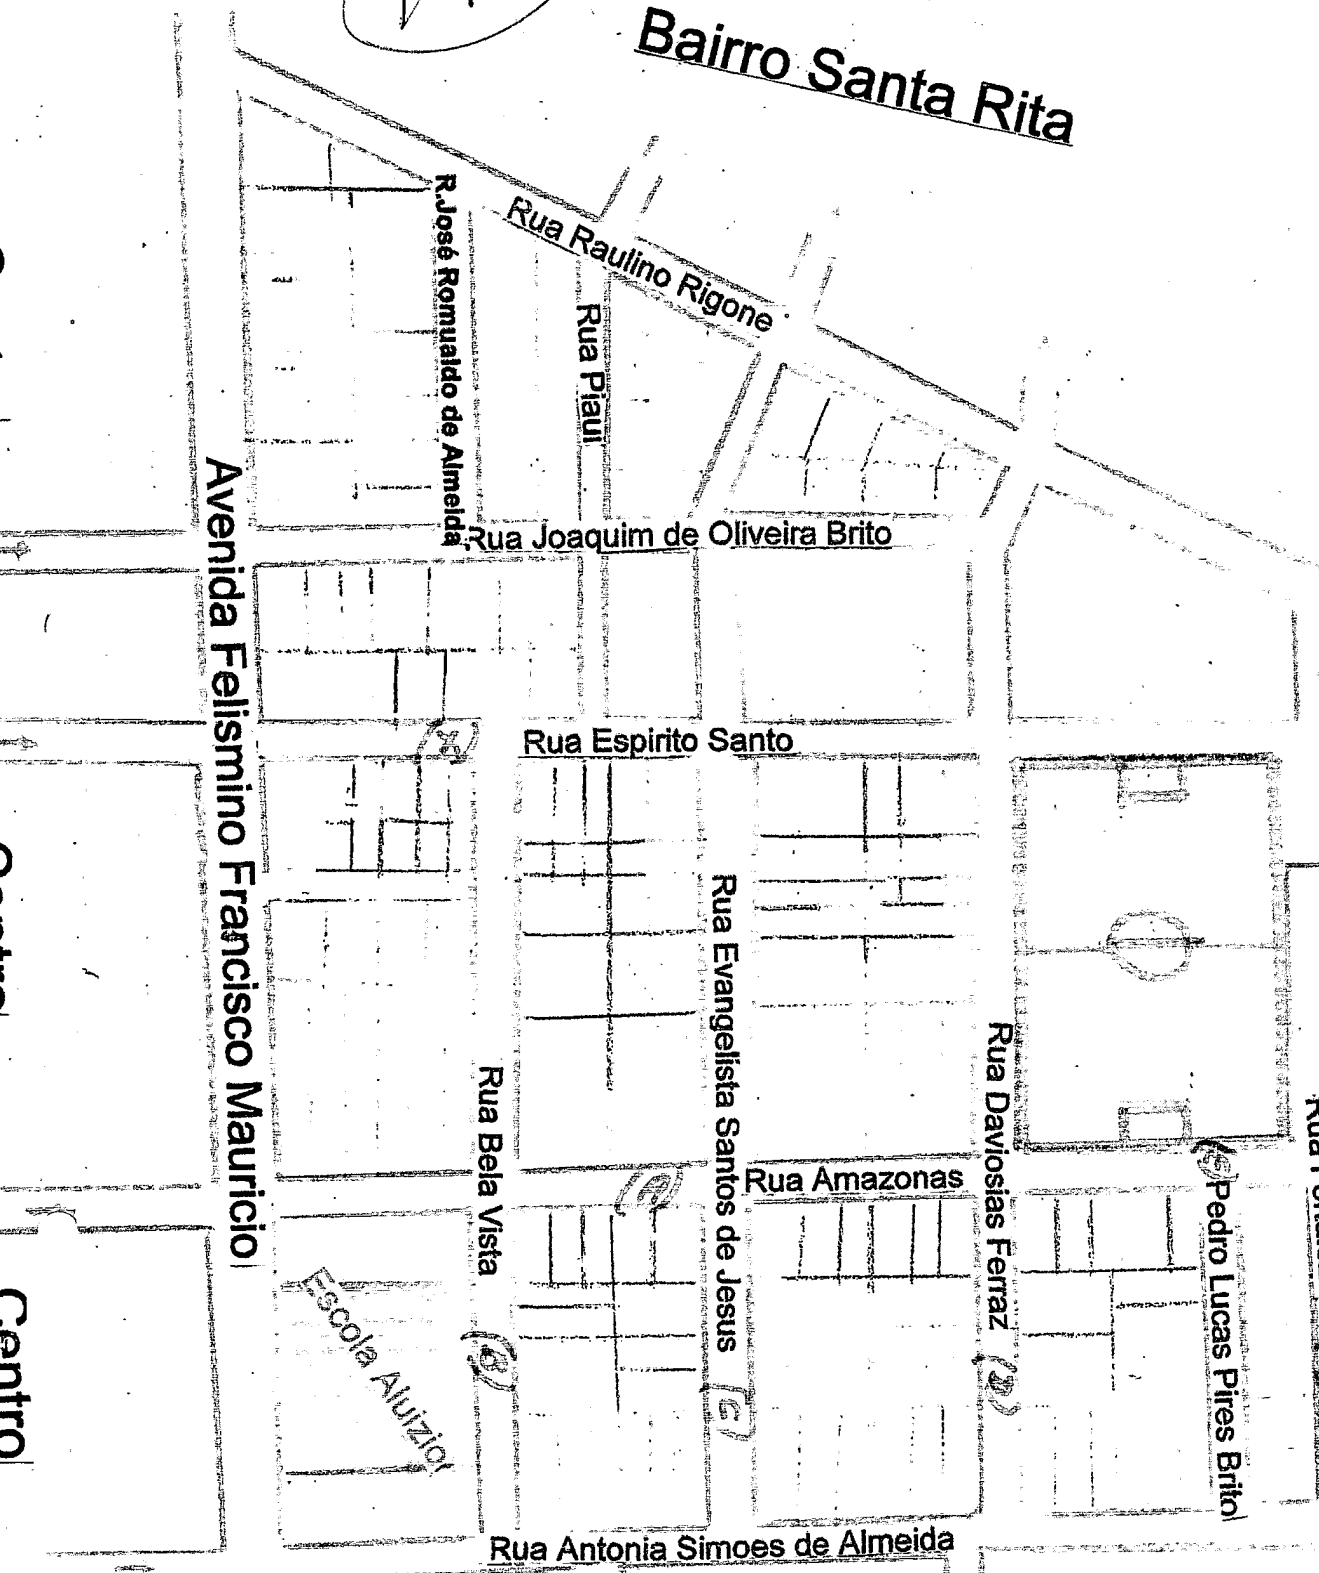 Bairro Santa Rita
Rua Raulino Rigone
R.José Romualdo de Almeida
Rua Piaui
Rua Joaquim de Oliveira Brito
Avenida Felismino Francisco Mauricio
Rua Espirito Santo
Rua Evangelista Santos de Jesus
Rua Daviosias Ferraz
Rua Bela Vista
Rua Amazonas
Pedro Lucas Pires Brito
Escola Aluizio
Centro
Rua Antonia Simoes de Almeida